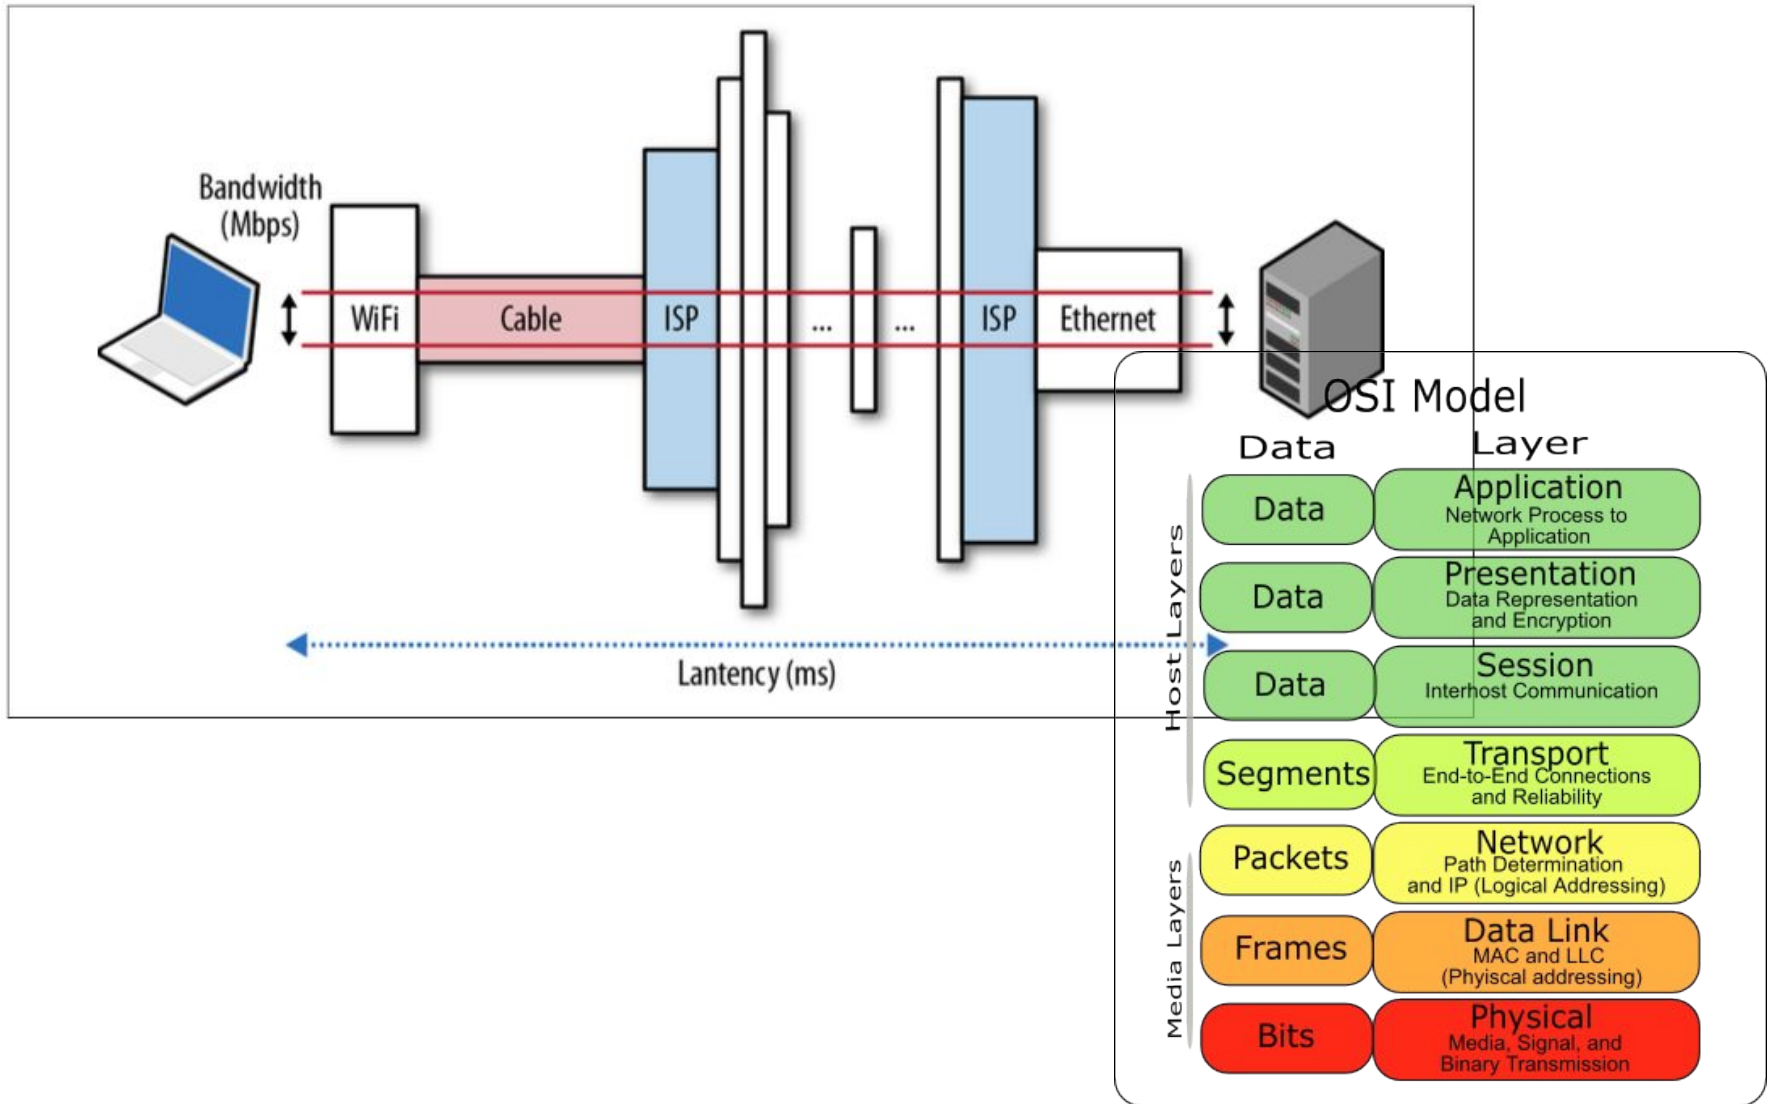 Bandwidth
(Mbps)
WiFi
Cable
ISP
...
...
ISP
Ethernet
Lantency (ms)
OSI Model
Data
Layer
Host Layers
Data
Application
Network Process to
Application
Data
Presentation
Data Representation
and Encryption
Data
Session
Interhost Communication
Segments
Transport
End-to-End Connections
and Reliability
Media Layers
Packets
Network
Path Determination
and IP (Logical Addressing)
Frames
Data Link
MAC and LLC
(Phyiscal addressing)
Bits
Physical
Media, Signal, and
Binary Transmission